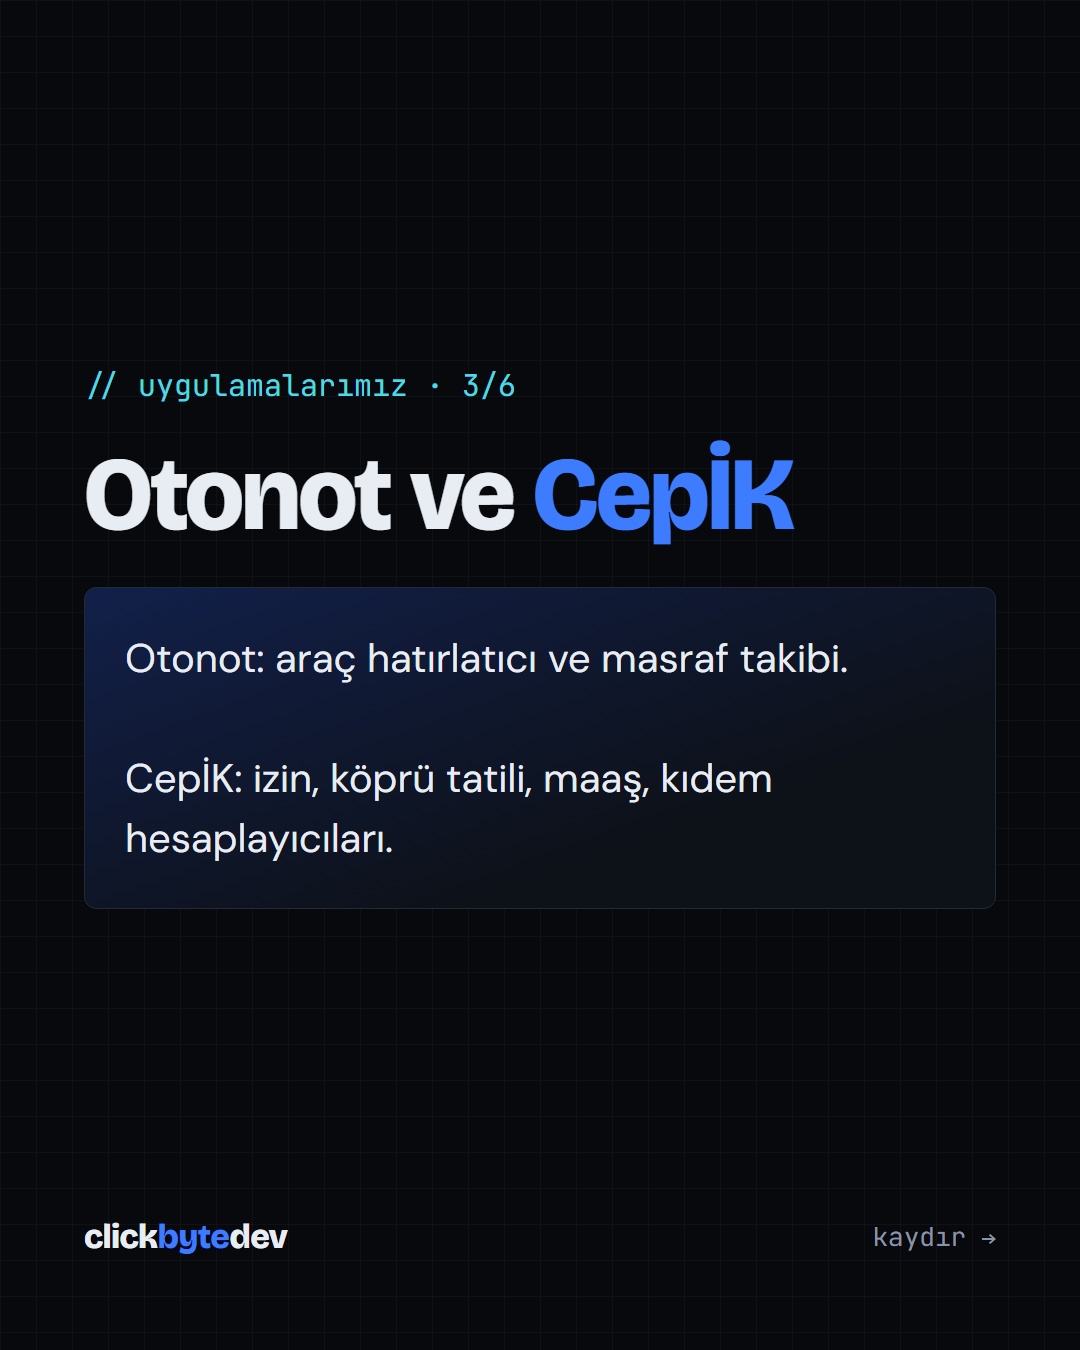 // uygulamalarımız · 3/6
Otonot ve CepİK
Otonot: araç hatırlatıcı ve masraf takibi.
CepİK: izin, köprü tatili, maaş, kıdem
hesaplayıcıları.
clickbytedev
kaydır →